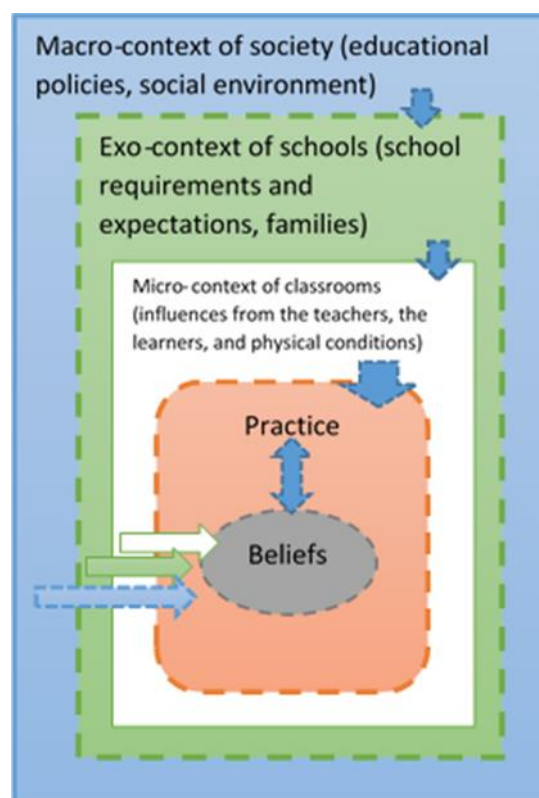 Macro-context of society (educational
policies, social environment)
Exo-context of schools (school
requirements and
expectations, families)
Micro-context of classrooms
(influences from the teachers, the
learners, and physical conditions)
Practice
Beliefs